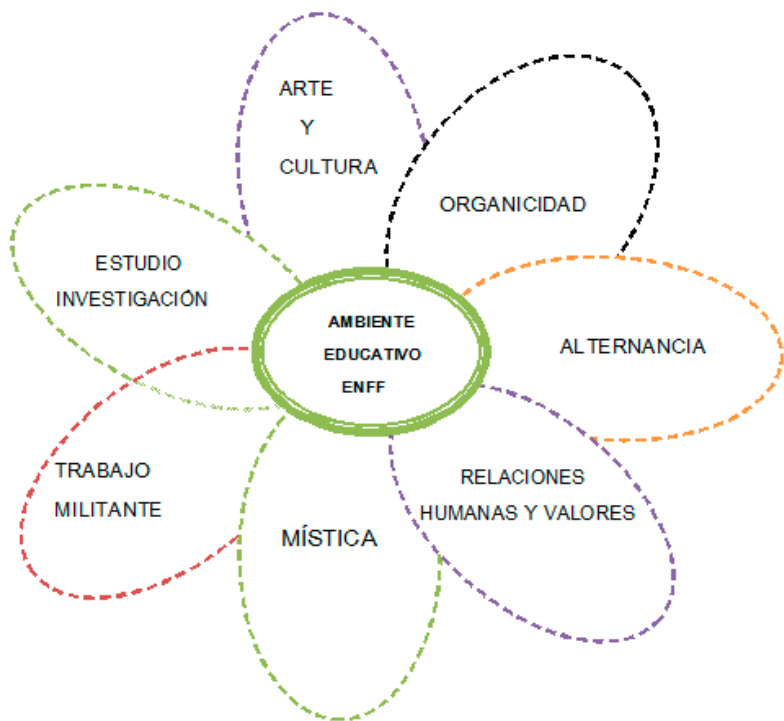 ARTE
Y
CULTURA
ORGANICIDAD
ESTUDIO
INVESTIGACIÓN
AMBIENTE
EDUCATIVO
ENFF
ALTERNANCIA
TRABAJO
MILITANTE
MÍSTICA
RELACIONES
HUMANAS Y VALORES